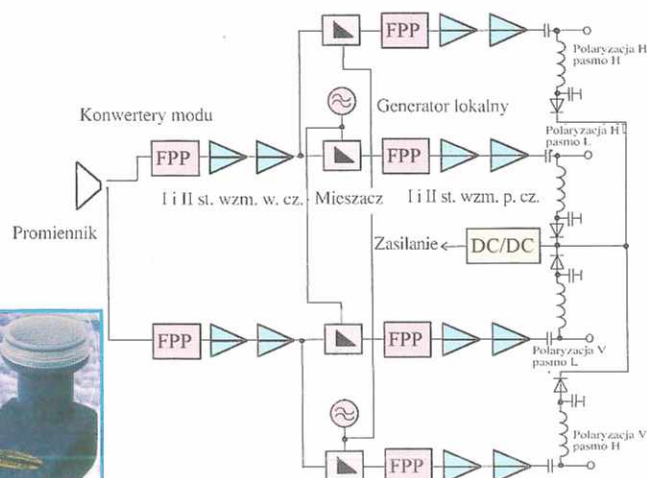 FPP
Polaryzacja H
pasmo H
Konwertery modu
Generator lokalny
Polaryzacja H
pasmo L
FPP
FPP
I i II st. wzm. w. cz.
Mieszacz
I i II st. wzm. p. cz.
Promiennik
Zasilanie
DC/DC
FPP
FPP
Polaryzacja V
pasmo L
Polaryzacja V
pasmo H
FPP